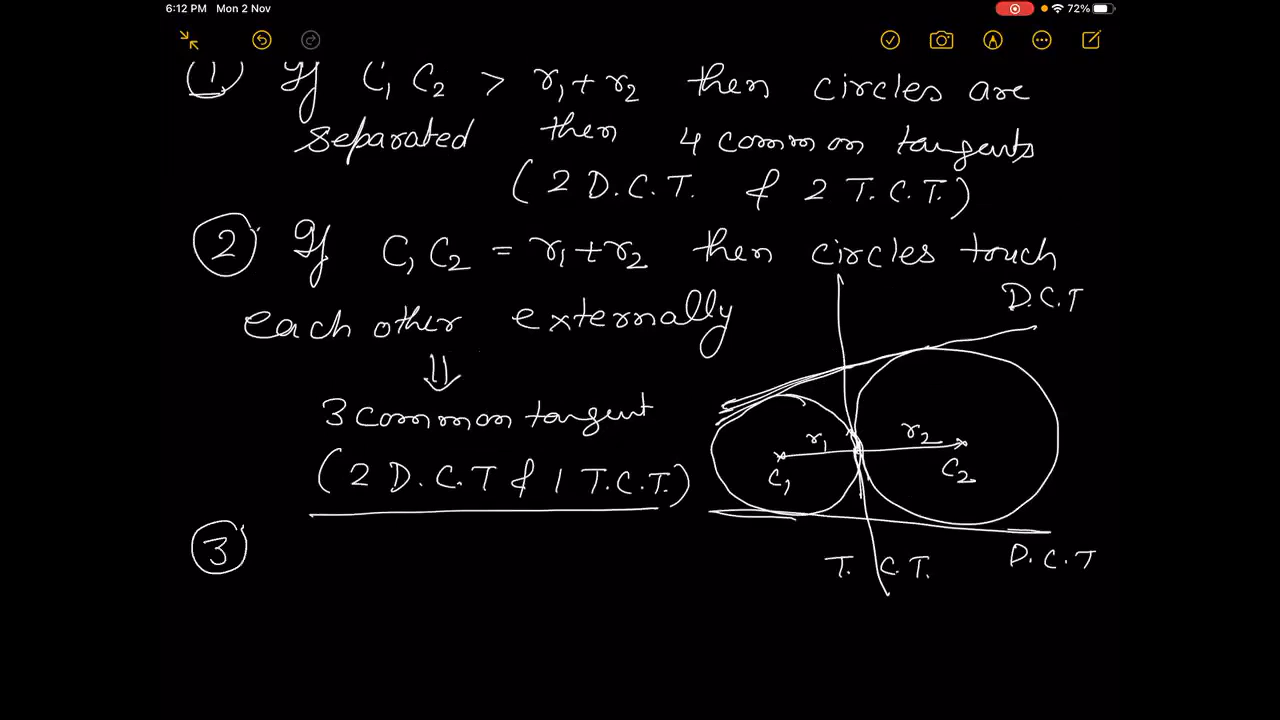 6:12 PM Mon 2 Nov
72%
(1) If C₁C₂ > r₁ + r₂ then circles are
separated then 4 common tangents
(2 D.C.T. & 2 T.C.T.)
(2) If C₁C₂ = r₁ + r₂ then circles touch
each other externally
⇓
3 common tangent
(2 D.C.T & 1 T.C.T.)
(3)
D.C.T
r₁ r₂
C₁ C₂
T.C.T. D.C.T